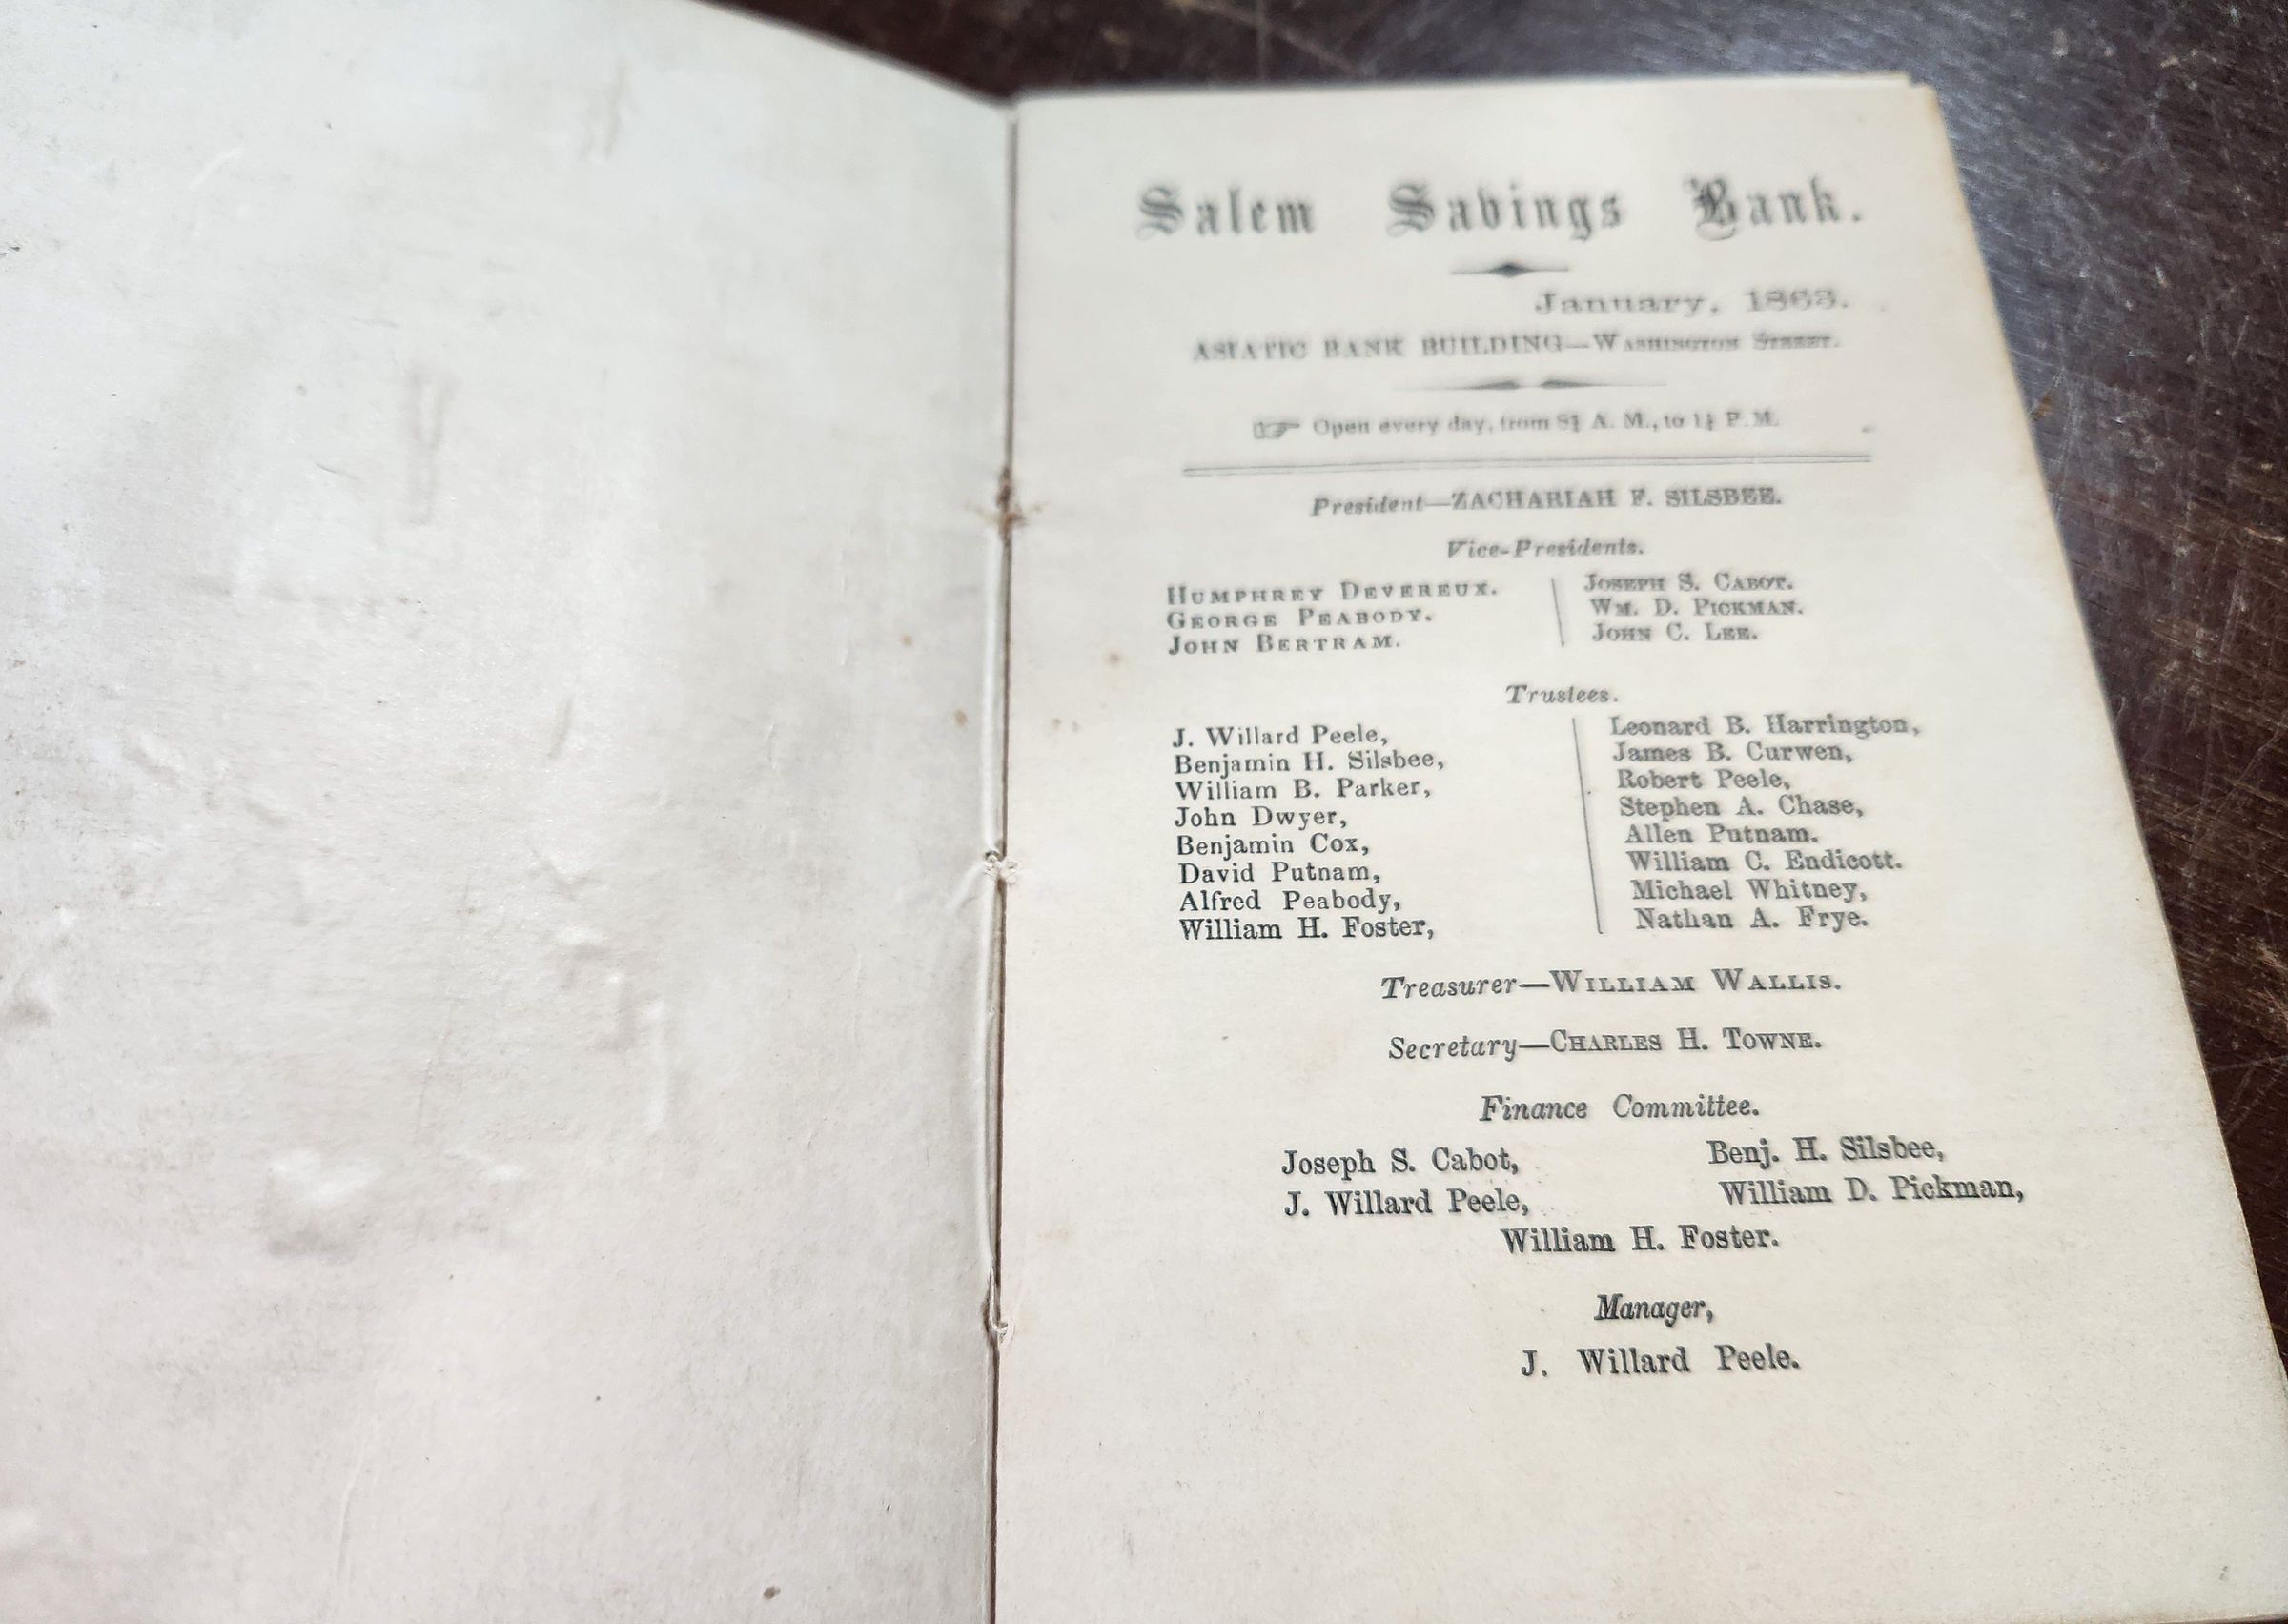 Salem Savings Bank.
January, 1863.
ASIATIC BANK BUILDING—WASHINGTON STREET.
☞ Open every day, from A. M., to P. M.
President—ZACHARIAH F. SILSBEE.
Vice-Presidents.
HUMPHREY DEVEREUX.
GEORGE PEABODY.
JOHN BERTRAM.
JOSEPH S. CABOT.
WM. D. PICKMAN.
JOHN C. LEE.
Trustees.
J. Willard Peele,
Benjamin H. Silsbee,
William B. Parker,
John Dwyer,
Benjamin Cox,
David Putnam,
Alfred Peabody,
William H. Foster,
Leonard B. Harrington,
James B. Curwen,
Robert Peele,
Stephen A. Chase,
Allen Putnam.
William C. Endicott.
Michael Whitney,
Nathan A. Frye.
Treasurer—WILLIAM WALLIS.
Secretary—CHARLES H. TOWNE.
Finance Committee.
Joseph S. Cabot, Benj. H. Silsbee,
J. Willard Peele, William D. Pickman,
William H. Foster.
Manager,
J. Willard Peele.